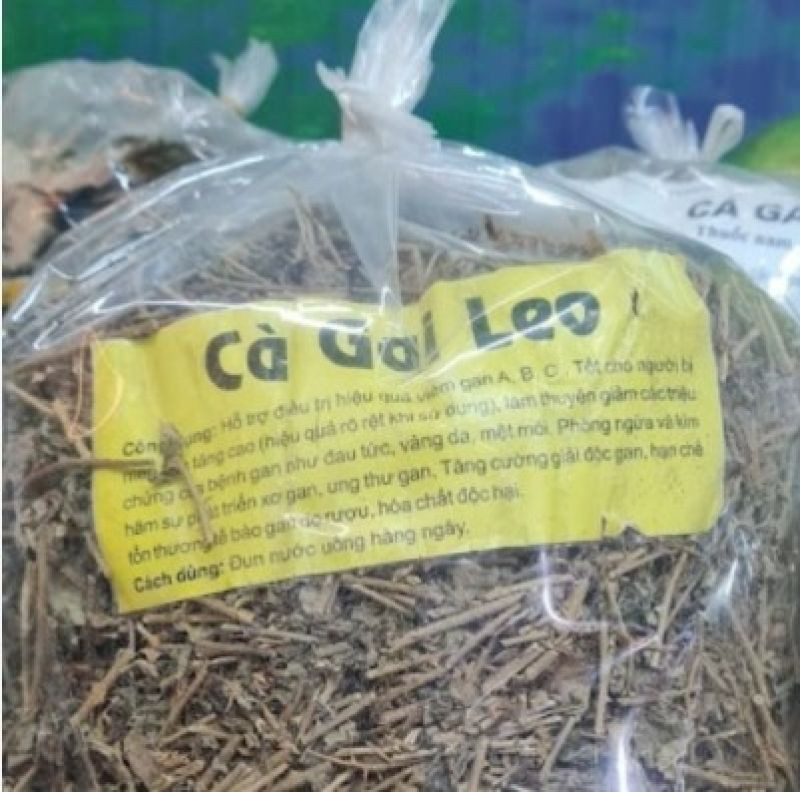 Cà Gai Leo
Công dụng: Hỗ trợ điều trị hiệu quả viêm gan A, B, C . Tốt cho người bị
men gan tăng cao (hiệu quả rõ rệt khi sử dụng), làm thuyên giảm các triệu
chứng của bệnh gan như đau tức, vàng da, mệt mỏi. Phòng ngừa và kìm
hãm sự phát triển xơ gan, ung thư gan. Tăng cường giải độc gan, hạn chế
tổn thương tế bào gan do rượu, hóa chất độc hại.
Cách dùng: Đun nước uống hàng ngày.
CÀ GA
Thuốc nam